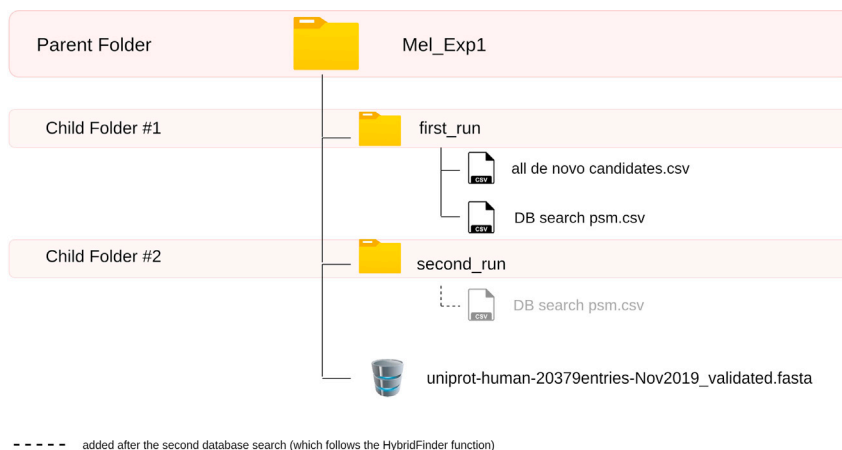 Parent Folder Mel_Exp1
Child Folder #1 first_run
CSV all de novo candidates.csv
CSV DB search psm.csv
Child Folder #2 second_run
CSV DB search psm.csv
uniprot-human-20379entries-Nov2019_validated.fasta
added after the second database search (which follows the HybridFinder function)